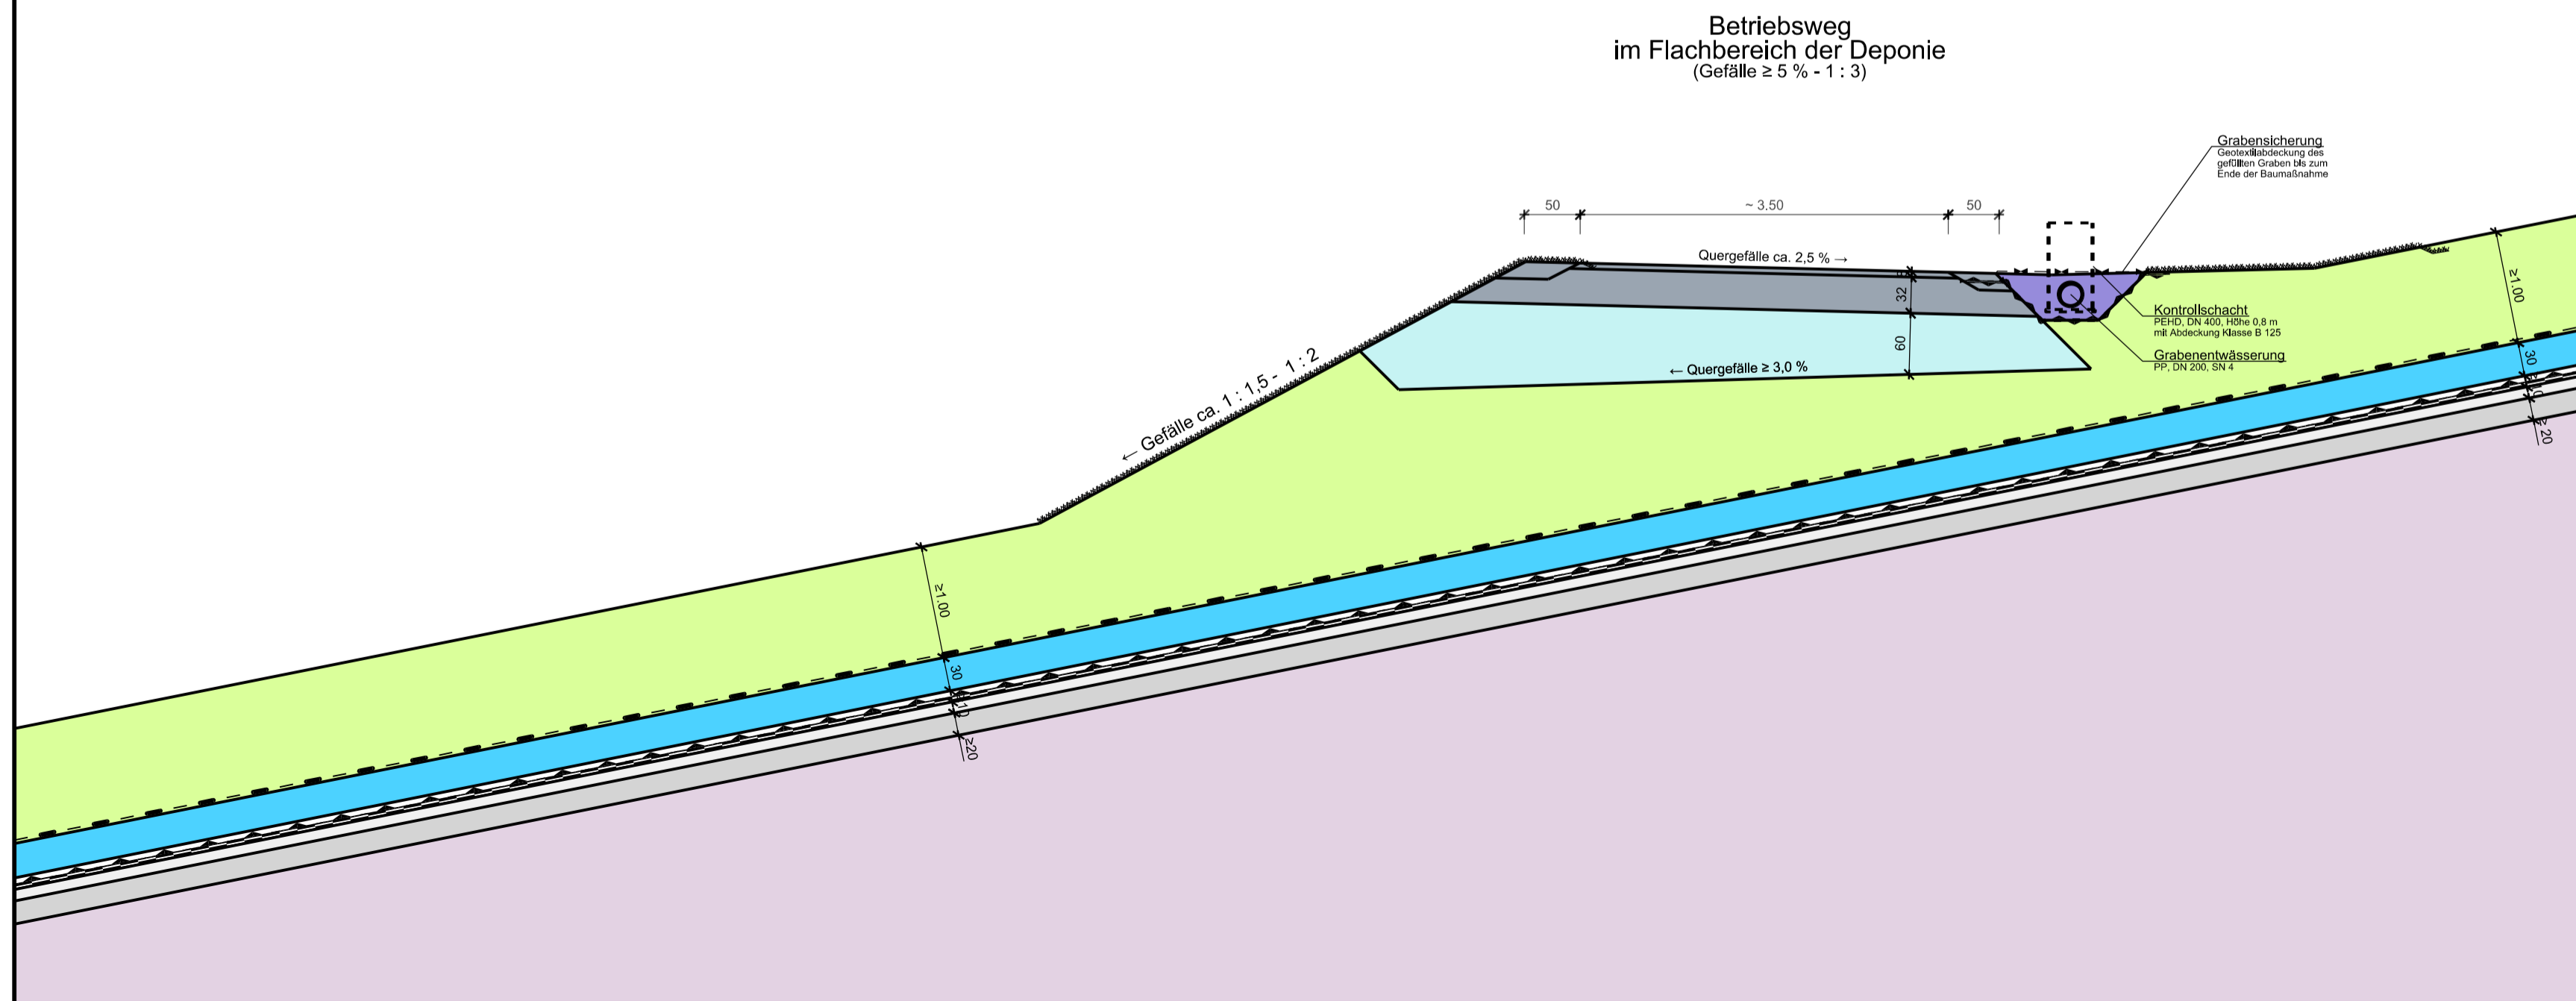 Betriebsweg
im Flachbereich der Deponie
(Gefälle ≥ 5 % - 1 : 3)
Grabensicherung
Geotextilabdeckung des
gefüllten Graben bis zum
Ende der Baumaßnahme
50
~ 3.50
50
Quergefälle ca. 2,5 % →
32
60
← Quergefälle ≥ 3,0 %
Kontrollschacht
PEHD, DN 400, Höhe 0,8 m
mit Abdeckung Klasse B 125
Grabenentwässerung
PP, DN 200, SN 4
← Gefälle ca. 1 : 1,5 - 1 : 2
≥1.00
30
≥ 20
≥1.00
30
≥20